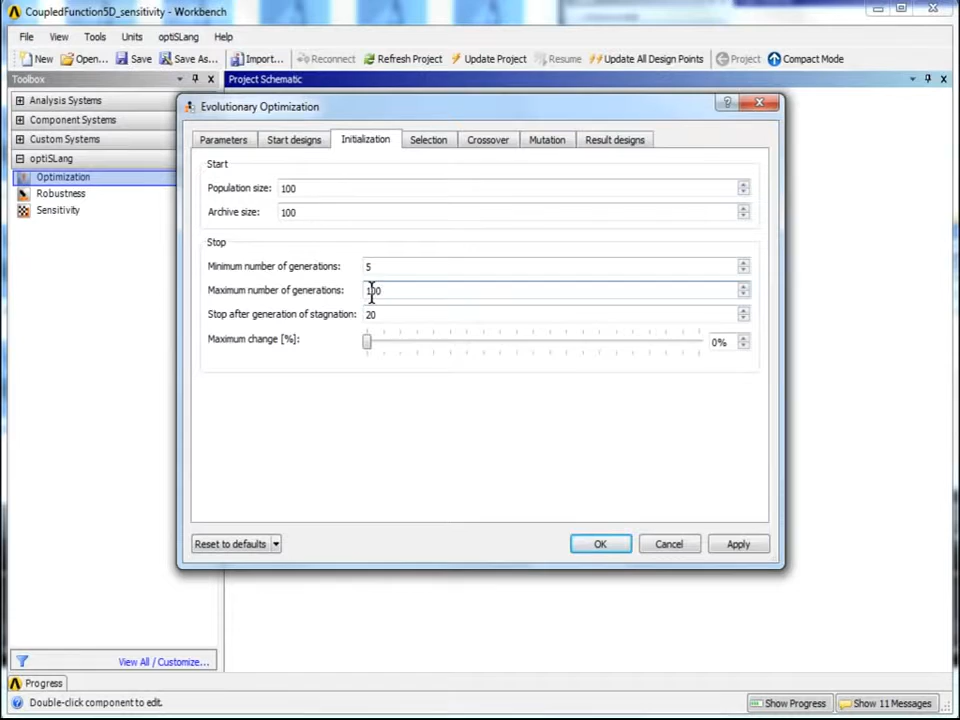 CoupledFunction5D_sensitivity - Workbench
File View Tools Units optiSLang Help
New Open... Save Save As... Import... Reconnect Refresh Project Update Project Resume Update All Design Points Project Compact Mode
Toolbox
Project Schematic
Analysis Systems
Component Systems
Custom Systems
optiSLang
Optimization
Robustness
Sensitivity
Evolutionary Optimization
Parameters Start designs Initialization Selection Crossover Mutation Result designs
Start
Population size: 100
Archive size: 100
Stop
Minimum number of generations: 5
Maximum number of generations: 100
Stop after generation of stagnation: 20
Maximum change [%]: 0%
Reset to defaults OK Cancel Apply
View All / Customize...
Progress
Double-click component to edit. Show Progress Show 11 Messages